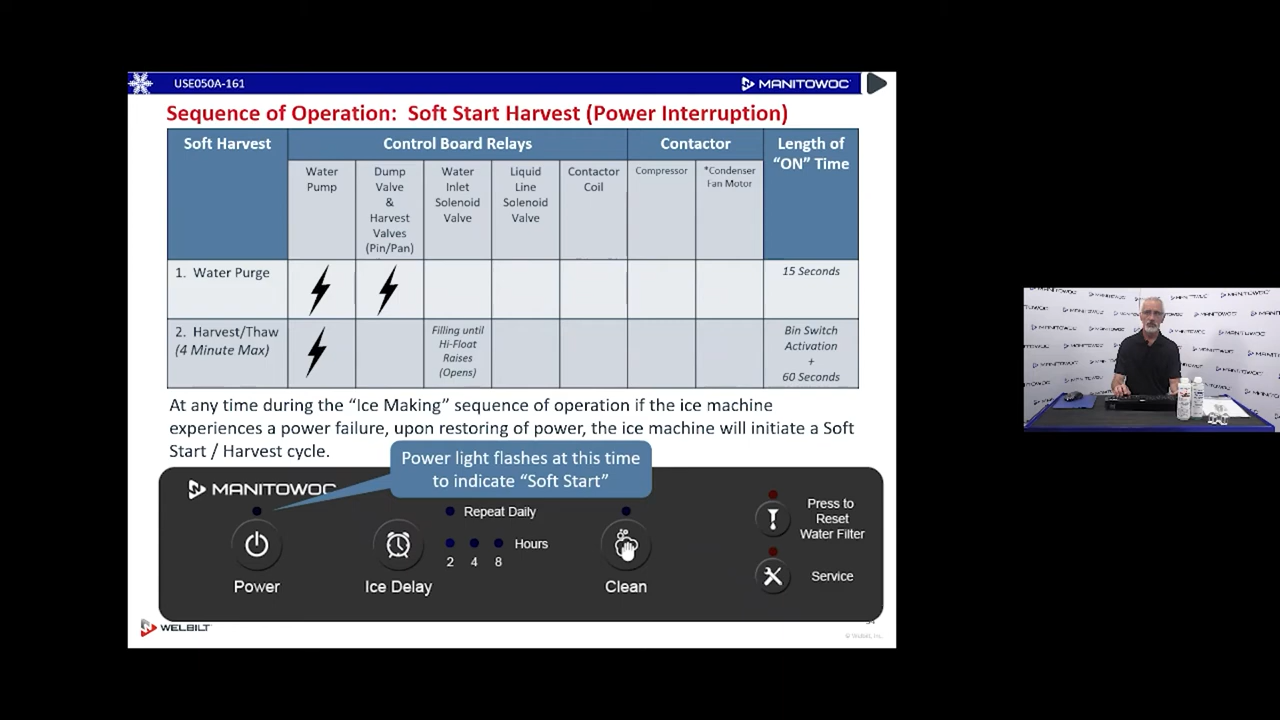 USE050A-161
MANITOWOC
Sequence of Operation: Soft Start Harvest (Power Interruption)
Soft Harvest
Control Board Relays
Contactor
Length of
"ON" Time
Water
Pump
Dump
Valve
&
Harvest
Valves
(Pin/Pan)
Water
Inlet
Solenoid
Valve
Liquid
Line
Solenoid
Valve
Contactor
Coil
Compressor
*Condenser
Fan Motor
1. Water Purge
15 Seconds
2. Harvest/Thaw
(4 Minute Max)
Filling until
Hi-Float
Raises
(Opens)
Bin Switch
Activation
+
60 Seconds
At any time during the "Ice Making" sequence of operation if the ice machine
experiences a power failure, upon restoring of power, the ice machine will initiate a Soft
Start / Harvest cycle.
Power light flashes at this time
to indicate "Soft Start"
MANITOWOC
Repeat Daily
Hours
2 4 8
Power
Ice Delay
Clean
Press to
Reset
Water Filter
Service
WELBILT
© Welbilt, Inc.